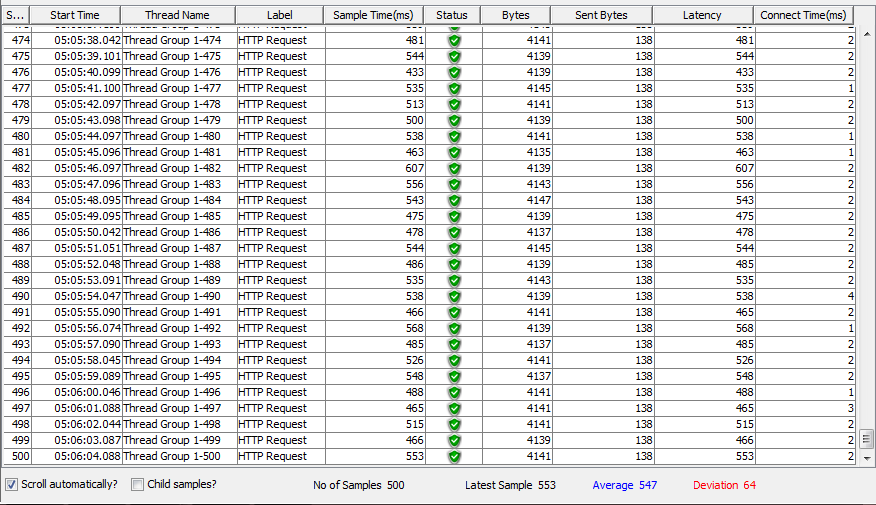 S... Start Time Thread Name Label Sample Time(ms) Status Bytes Sent Bytes Latency Connect Time(ms)
474 05:05:38.042 Thread Group 1-474 HTTP Request 481 4141 138 481 2
475 05:05:39.101 Thread Group 1-475 HTTP Request 544 4139 138 544 2
476 05:05:40.099 Thread Group 1-476 HTTP Request 433 4139 138 433 2
477 05:05:41.100 Thread Group 1-477 HTTP Request 535 4145 138 535 1
478 05:05:42.097 Thread Group 1-478 HTTP Request 513 4141 138 513 2
479 05:05:43.098 Thread Group 1-479 HTTP Request 500 4139 138 500 2
480 05:05:44.097 Thread Group 1-480 HTTP Request 538 4141 138 538 1
481 05:05:45.096 Thread Group 1-481 HTTP Request 463 4135 138 463 1
482 05:05:46.097 Thread Group 1-482 HTTP Request 607 4139 138 607 2
483 05:05:47.096 Thread Group 1-483 HTTP Request 556 4143 138 556 2
484 05:05:48.095 Thread Group 1-484 HTTP Request 543 4147 138 543 2
485 05:05:49.095 Thread Group 1-485 HTTP Request 475 4139 138 475 2
486 05:05:50.042 Thread Group 1-486 HTTP Request 478 4137 138 478 2
487 05:05:51.051 Thread Group 1-487 HTTP Request 544 4145 138 544 2
488 05:05:52.048 Thread Group 1-488 HTTP Request 486 4139 138 485 2
489 05:05:53.091 Thread Group 1-489 HTTP Request 535 4143 138 535 2
490 05:05:54.047 Thread Group 1-490 HTTP Request 538 4139 138 538 4
491 05:05:55.090 Thread Group 1-491 HTTP Request 466 4141 138 465 2
492 05:05:56.074 Thread Group 1-492 HTTP Request 568 4139 138 568 1
493 05:05:57.090 Thread Group 1-493 HTTP Request 485 4137 138 485 2
494 05:05:58.045 Thread Group 1-494 HTTP Request 526 4141 138 526 2
495 05:05:59.089 Thread Group 1-495 HTTP Request 548 4137 138 548 2
496 05:06:00.046 Thread Group 1-496 HTTP Request 488 4141 138 488 1
497 05:06:01.088 Thread Group 1-497 HTTP Request 465 4141 138 465 3
498 05:06:02.044 Thread Group 1-498 HTTP Request 515 4141 138 515 2
499 05:06:03.087 Thread Group 1-499 HTTP Request 466 4139 138 466 2
500 05:06:04.088 Thread Group 1-500 HTTP Request 553 4141 138 553 2
Scroll automatically? Child samples? No of Samples 500 Latest Sample 553 Average 547 Deviation 64